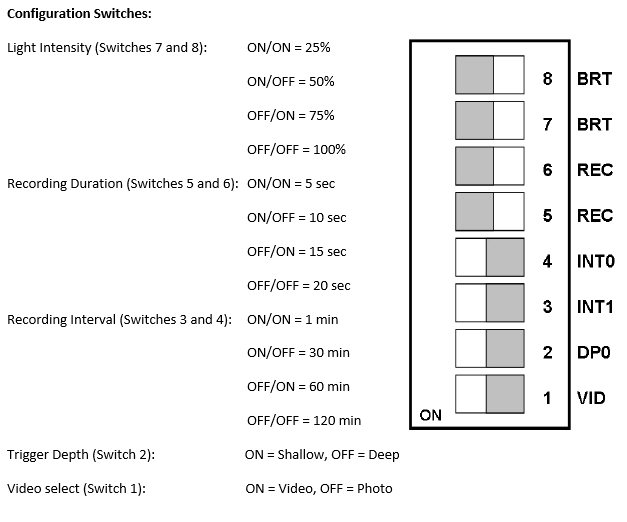 Configuration Switches:
Light Intensity (Switches 7 and 8): ON/ON = 25%
ON/OFF = 50%
OFF/ON = 75%
OFF/OFF = 100%
Recording Duration (Switches 5 and 6): ON/ON = 5 sec
ON/OFF = 10 sec
OFF/ON = 15 sec
OFF/OFF = 20 sec
Recording Interval (Switches 3 and 4): ON/ON = 1 min
ON/OFF = 30 min
OFF/ON = 60 min
OFF/OFF = 120 min
Trigger Depth (Switch 2): ON = Shallow, OFF = Deep
Video select (Switch 1): ON = Video, OFF = Photo
8 BRT
7 BRT
6 REC
5 REC
4 INT0
3 INT1
2 DP0
1 VID
ON